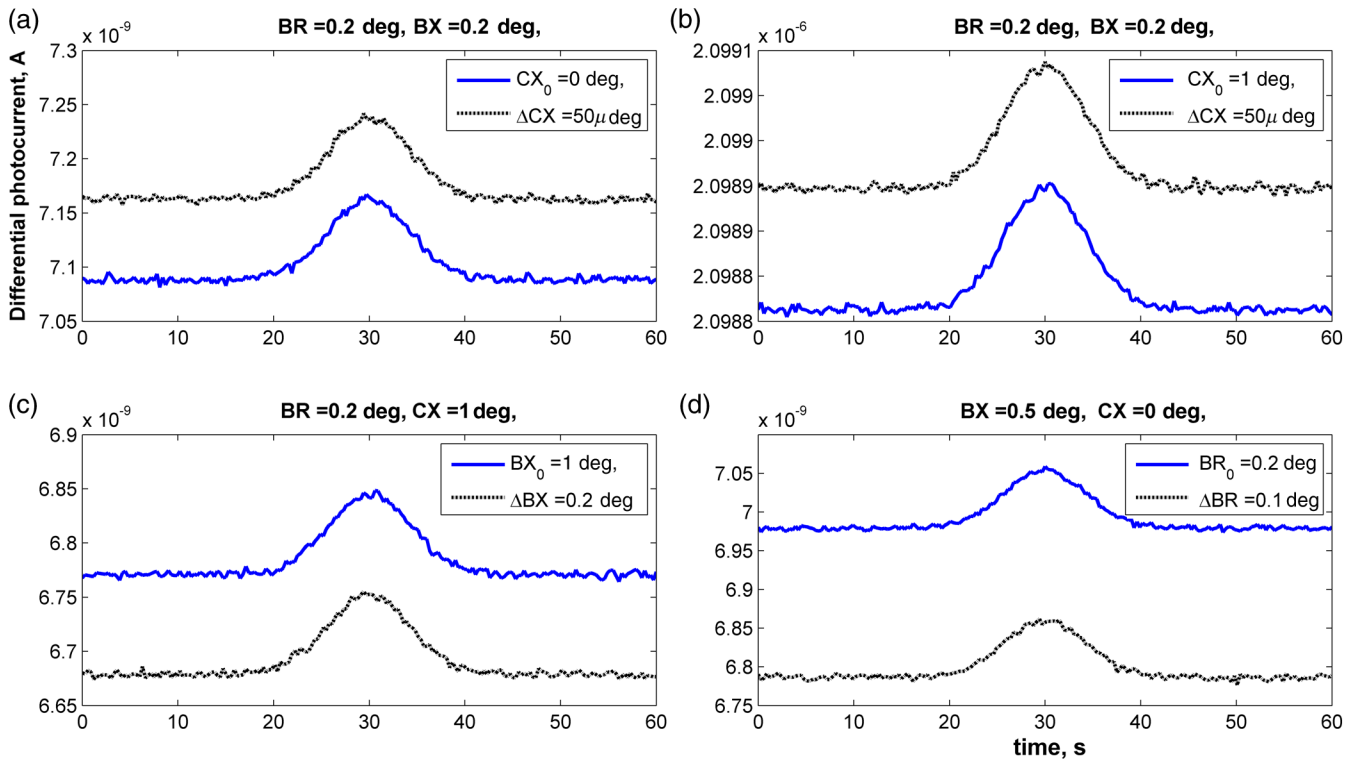 (a)
x 10⁻⁹
BR =0.2 deg, BX =0.2 deg,
Differential photocurrent, A
7.3
7.25
7.2
7.15
7.1
7.05
0 10 20 30 40 50 60
CX₀ =0 deg,
ΔCX =50μ deg
(b)
x 10⁻⁶
BR =0.2 deg, BX =0.2 deg,
2.0991
2.099
2.099
2.0989
2.0989
2.0988
2.0988
0 10 20 30 40 50 60
CX₀ =1 deg,
ΔCX =50μ deg
(c)
x 10⁻⁹
BR =0.2 deg, CX =1 deg,
6.9
6.85
6.8
6.75
6.7
6.65
0 10 20 30 40 50 60
BX₀ =1 deg,
ΔBX =0.2 deg
(d)
x 10⁻⁹
BX =0.5 deg, CX =0 deg,
7.05
7
6.95
6.85
6.8
6.75
0 10 20 30 40 50 60
BR₀ =0.2 deg
ΔBR =0.1 deg
time, s